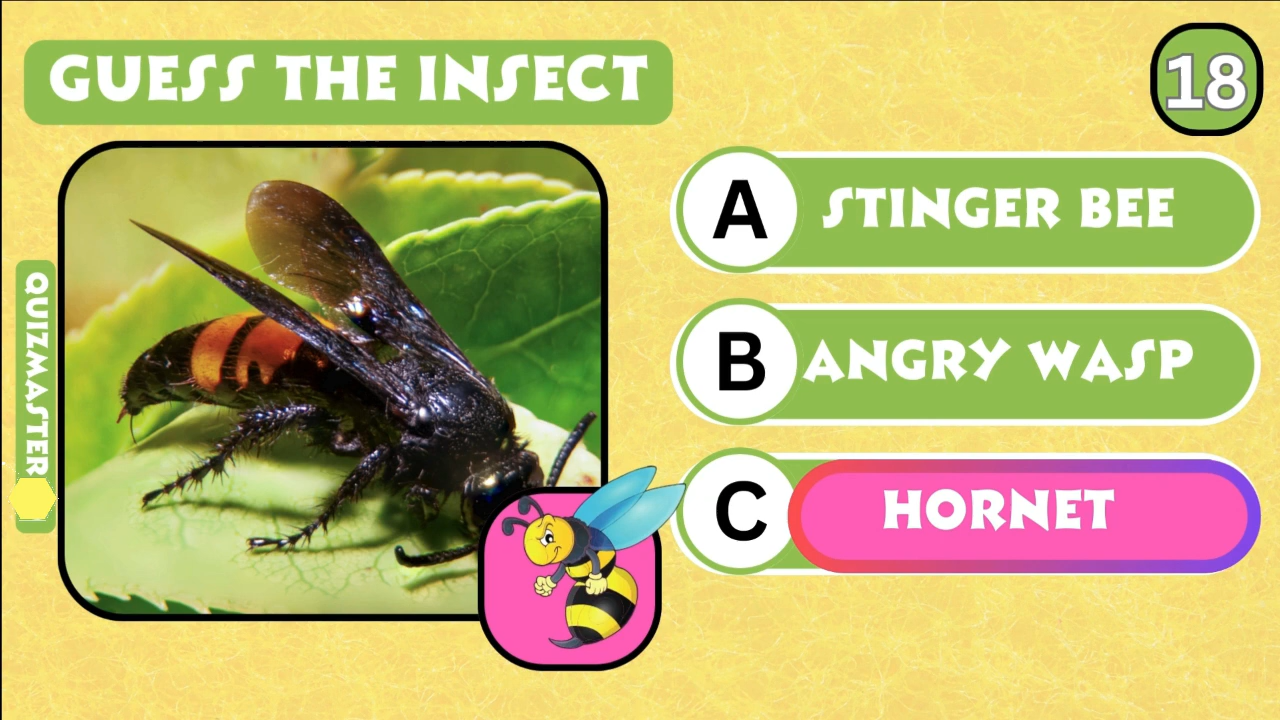 GUESS THE INSECT
18
QUIZMASTER
A STINGER BEE
B ANGRY WASP
C HORNET